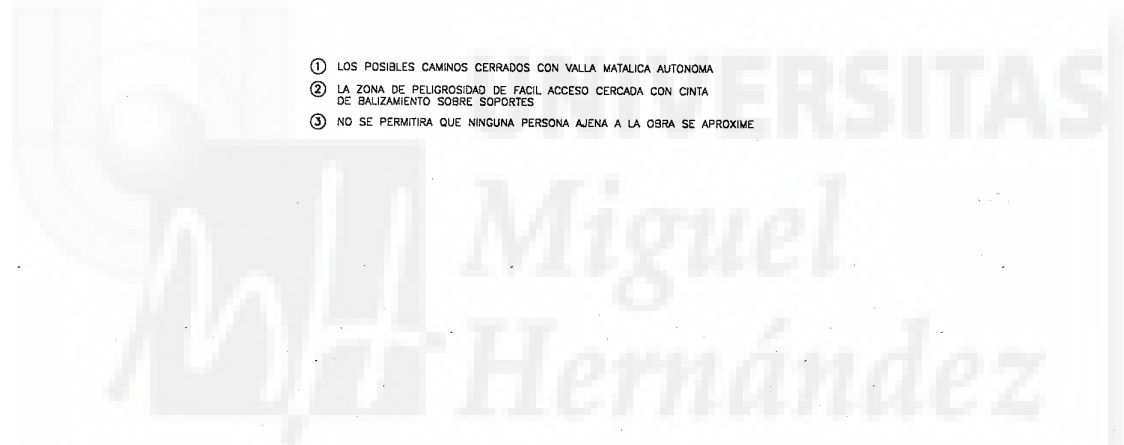 ① LOS POSIBLES CAMINOS CERRADOS CON VALLA MATALICA AUTONOMA
② LA ZONA DE PELIGROSIDAD DE FACIL ACCESO CERCADA CON CINTA
DE BALIZAMIENTO SOBRE SOPORTES
③ NO SE PERMITIRA QUE NINGUNA PERSONA AJENA A LA OBRA SE APROXIME
UNIVERSITAS
Miguel
Hernández